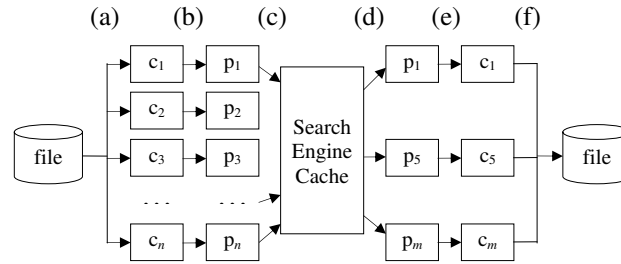 (a) (b) (c) (d) (e) (f)
c1 p1 p1 c1
c2 p2
file c3 p3 Search Engine Cache p5 c5 file
... ...
cn pn pm cm